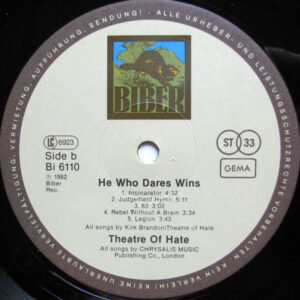 BIBER
LC 6923
Side b
Bi 6110
℗ 1982
Biber
Rec.
ST 33
GEMA
He Who Dares Wins
1. Incinarator 4:32
2. Judgement Hymn 5:11
3. 63 3:02
4. Rebel Without A Brain 3:34
5. Legion 3:43
All songs by Kirk Brandon/Theatre of Hate
Theatre Of Hate
All songs by CHRYSALIS MUSIC
Publishing Co., London
ALLE URHEBER- UND LEISTUNGSSCHUTZRECHTE VORBEHALTEN. KEIN VERLEIH! KEINE UNERLAUBTE VERVIELFÄLTIGUNG, VERMIETUNG, AUFFÜHRUNG, SENDUNG!